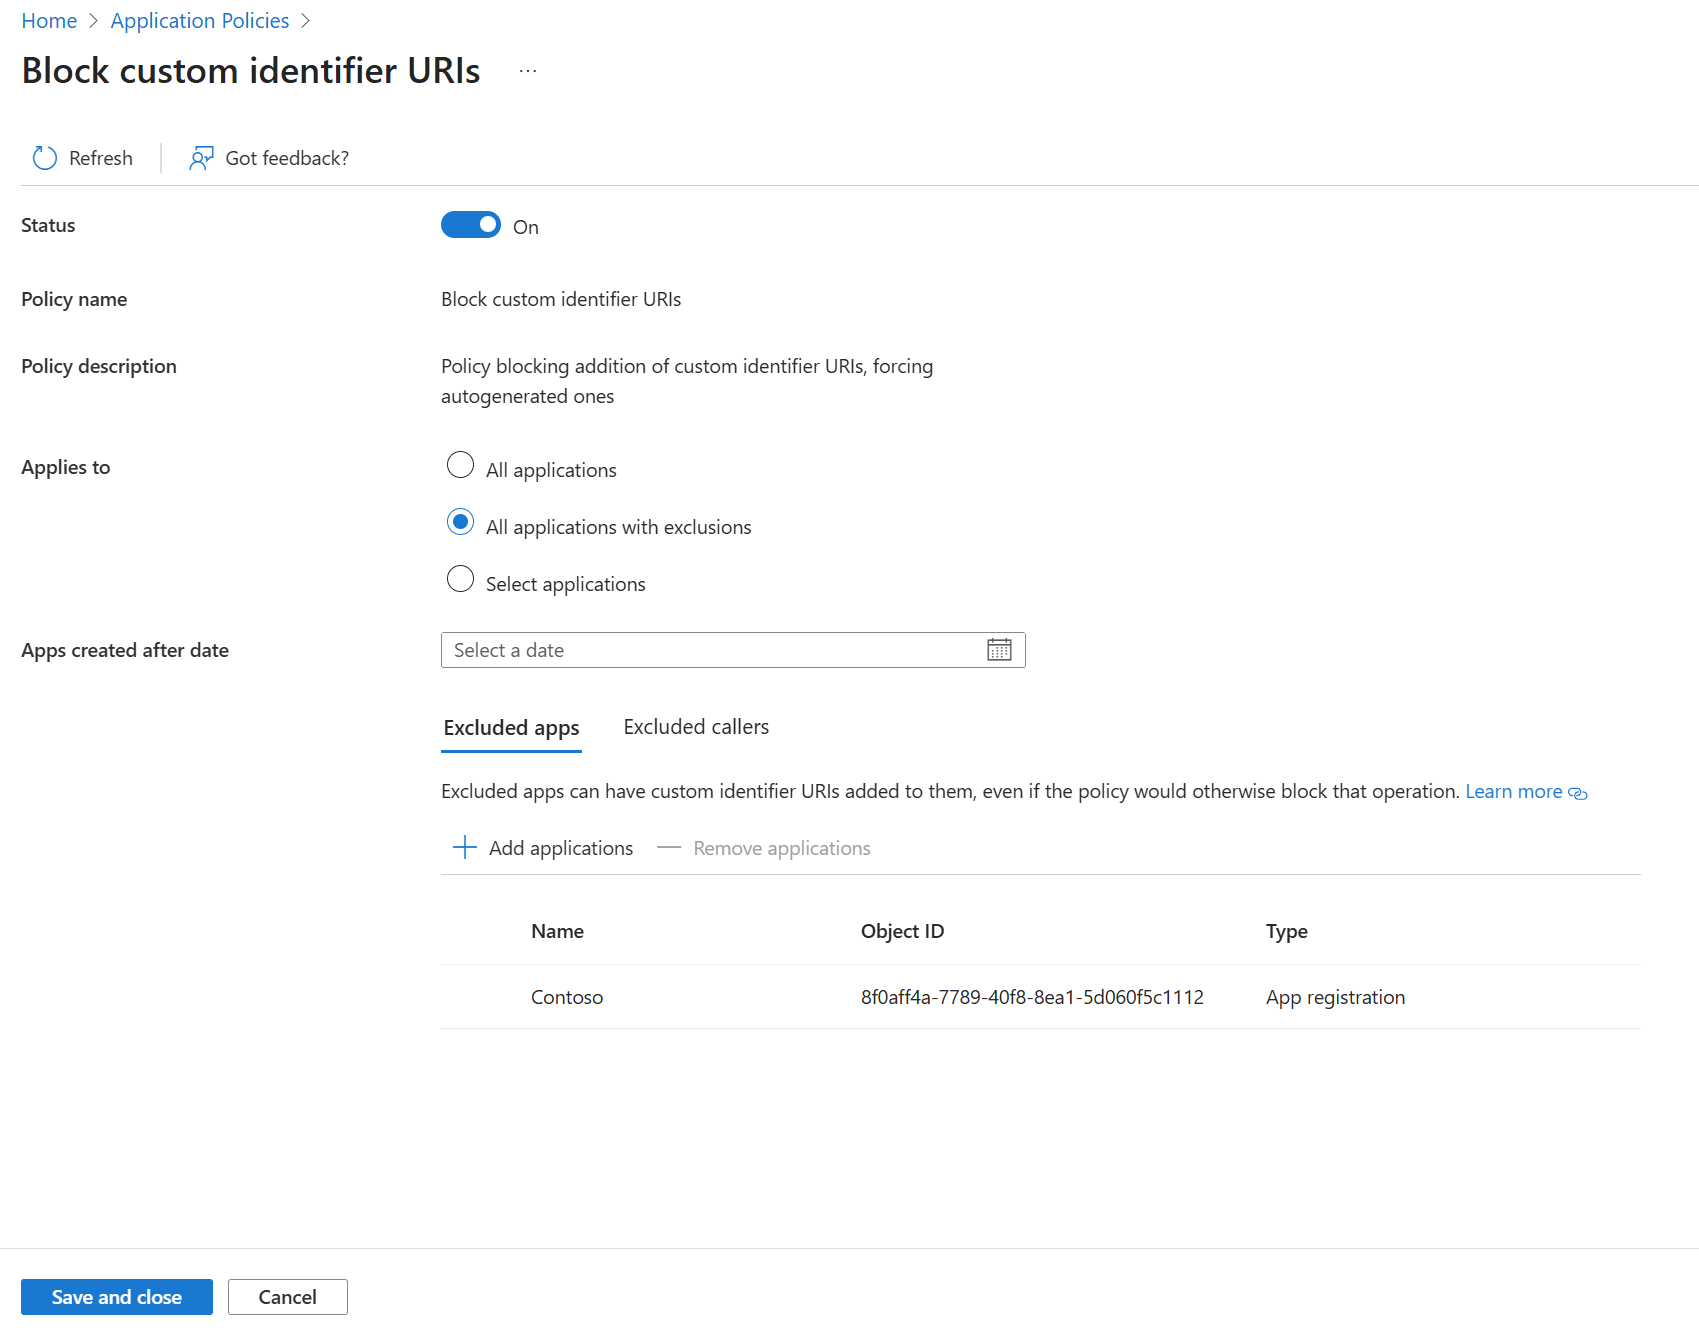 Home > Application Policies >
Block custom identifier URIs ...
Refresh Got feedback?
Status On
Policy name Block custom identifier URIs
Policy description Policy blocking addition of custom identifier URIs, forcing
autogenerated ones
Applies to All applications
All applications with exclusions
Select applications
Apps created after date Select a date
Excluded apps Excluded callers
Excluded apps can have custom identifier URIs added to them, even if the policy would otherwise block that operation. Learn more
Add applications Remove applications
Name Object ID Type
Contoso 8f0aff4a-7789-40f8-8ea1-5d060f5c1112 App registration
Save and close Cancel